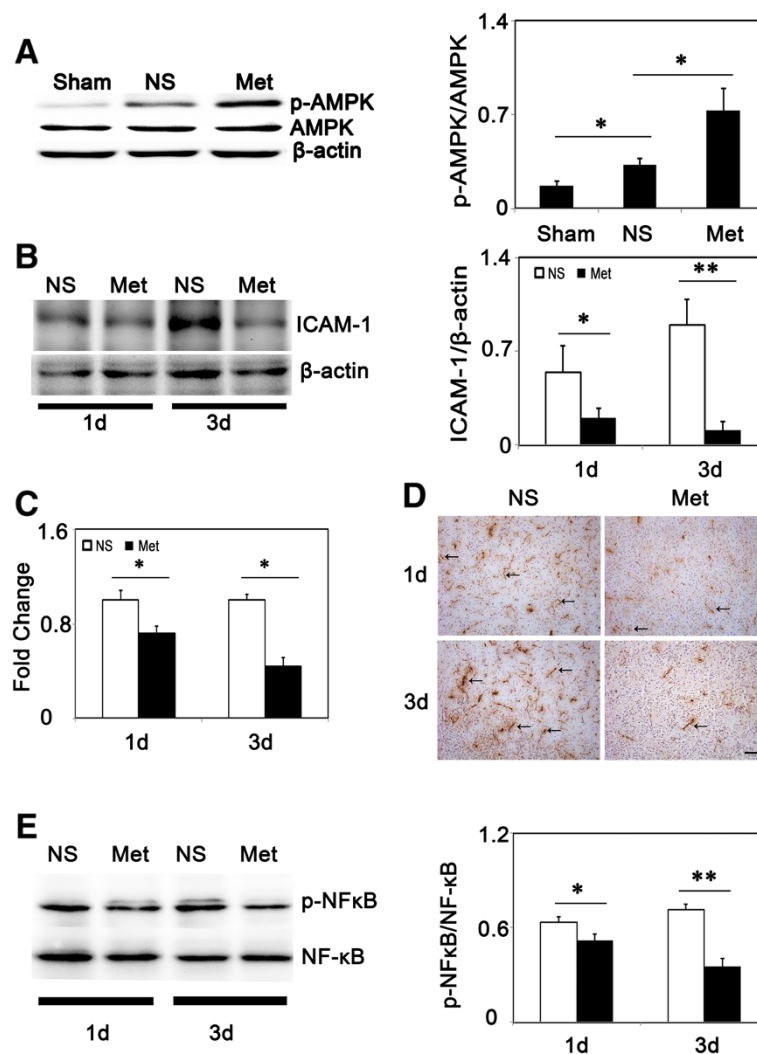 A
Sham NS Met
p-AMPK
AMPK
β-actin
p-AMPK/AMPK
1.4
0.7
0
*
*
Sham NS Met
B
NS Met NS Met
ICAM-1
β-actin
1d 3d
ICAM-1/β-actin
1.4
0.7
0
NS Met
*
**
1d 3d
C
Fold Change
1.6
0.8
0
NS Met
*
*
1d 3d
D
NS Met
1d
3d
E
NS Met NS Met
p-NFκB
NF-κB
1d 3d
p-NFκB/NF-κB
1.2
0.6
0
*
**
1d 3d